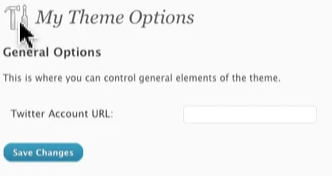 My Theme Options
General Options
This is where you can control general elements of the theme.
Twitter Account URL:
Save Changes